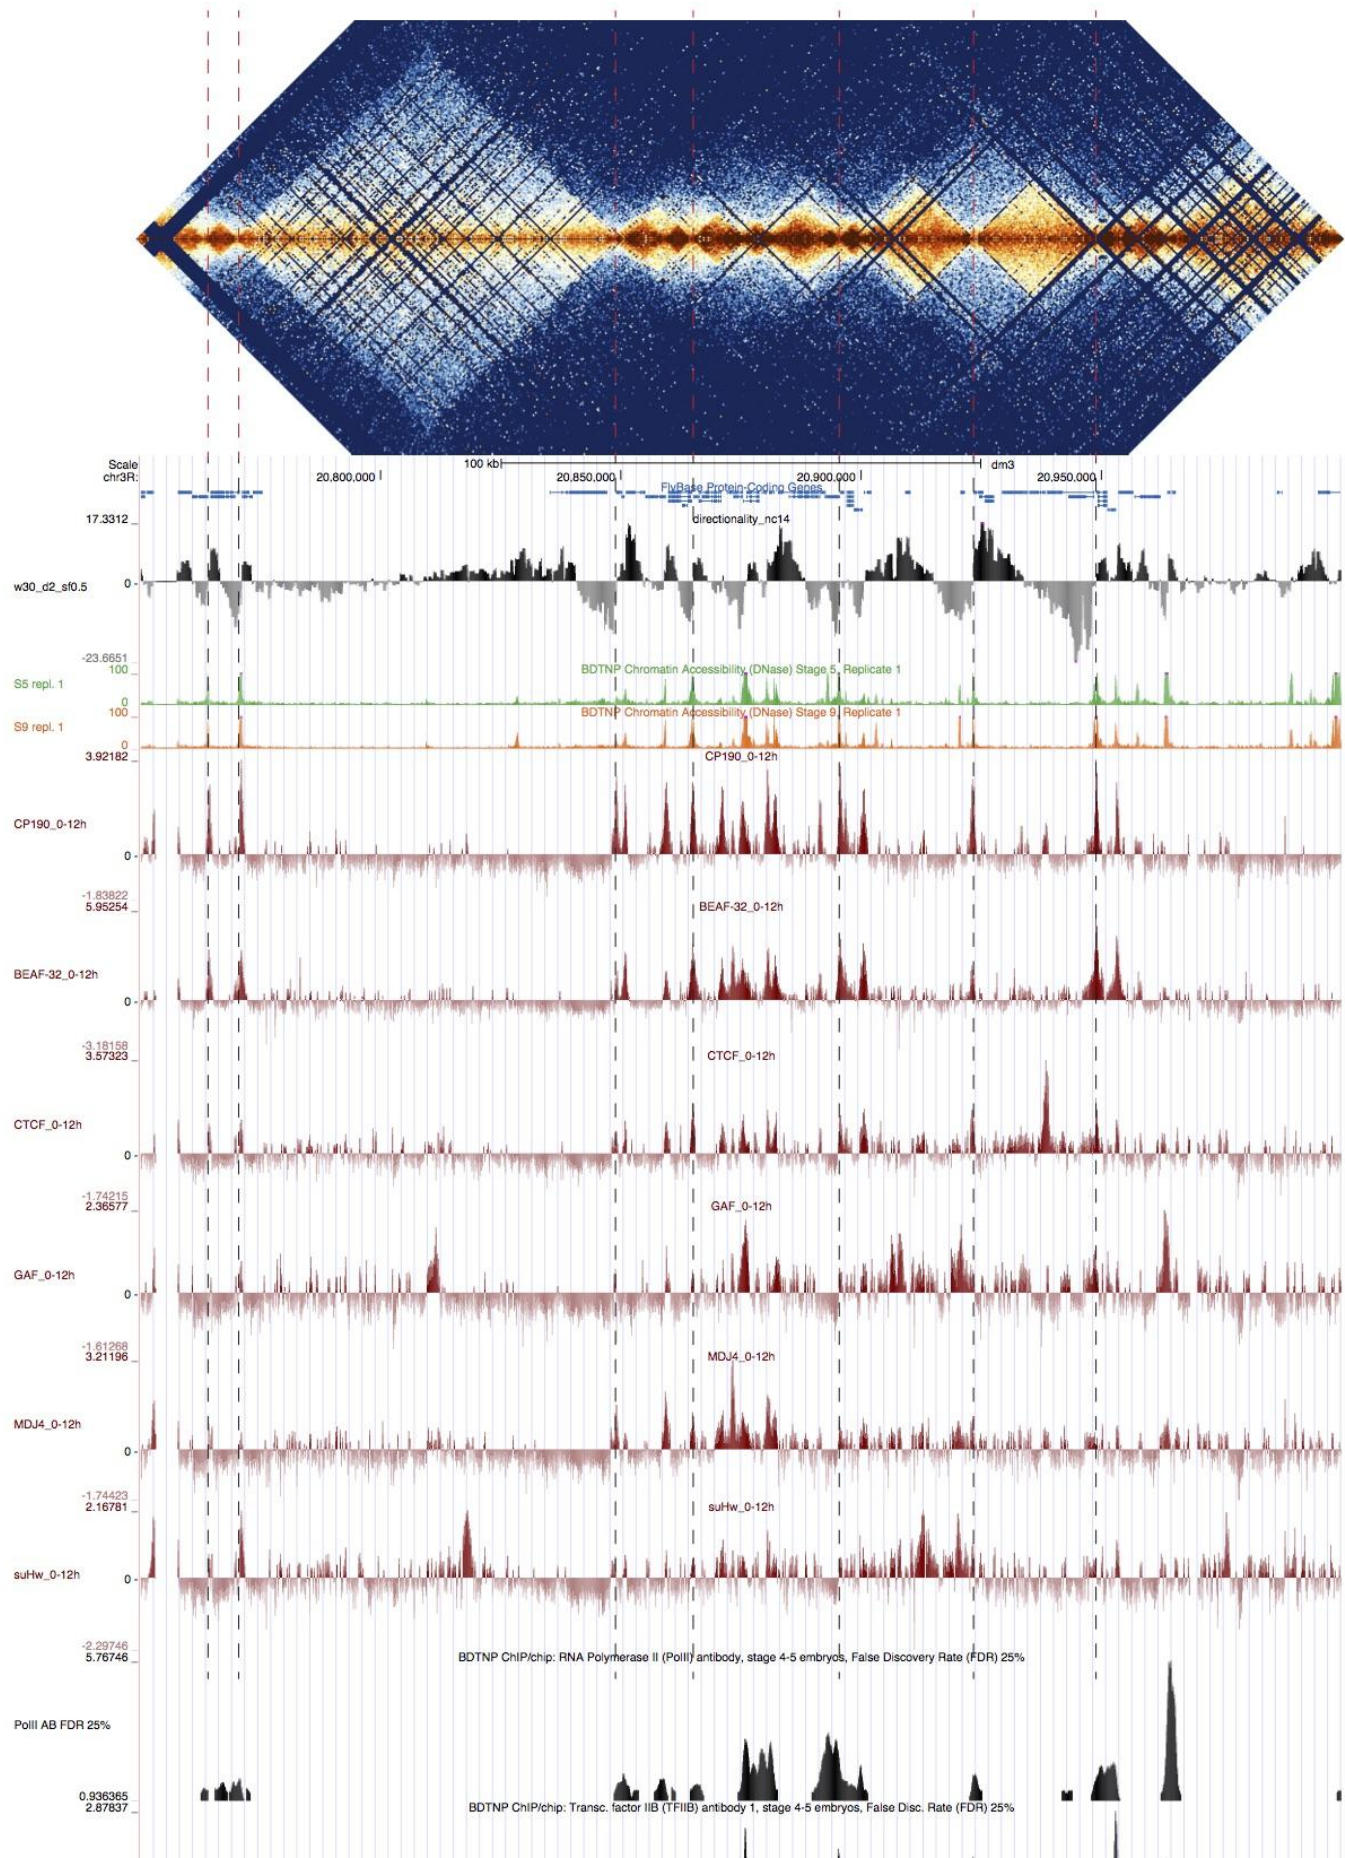 Scale
100 kb
dm3
chr3R:
20,800,000
20,850,000
20,900,000
20,950,000
FlyBase Protein-Coding Genes
17.3312
directionality_nc14
w30_d2_sf0.5
0
-23.6651
100
BDTNP Chromatin Accessibility (DNase) Stage 5, Replicate 1
S5 repl. 1
0
100
BDTNP Chromatin Accessibility (DNase) Stage 9, Replicate 1
S9 repl. 1
0
3.92182
CP190_0-12h
CP190_0-12h
0
-1.83822
5.95254
BEAF-32_0-12h
BEAF-32_0-12h
0
-3.18158
3.57323
CTCF_0-12h
CTCF_0-12h
0
-1.74215
2.36577
GAF_0-12h
GAF_0-12h
0
-1.61268
3.21196
MDJ4_0-12h
MDJ4_0-12h
0
-1.74423
2.16781
suHw_0-12h
suHw_0-12h
0
-2.29746
5.76746
BDTNP ChIP/chip: RNA Polymerase II (PolII) antibody, stage 4-5 embryos, False Discovery Rate (FDR) 25%
PolII AB FDR 25%
0.936365
2.87837
BDTNP ChIP/chip: Transc. factor IIB (TFIIB) antibody 1, stage 4-5 embryos, False Disc. Rate (FDR) 25%